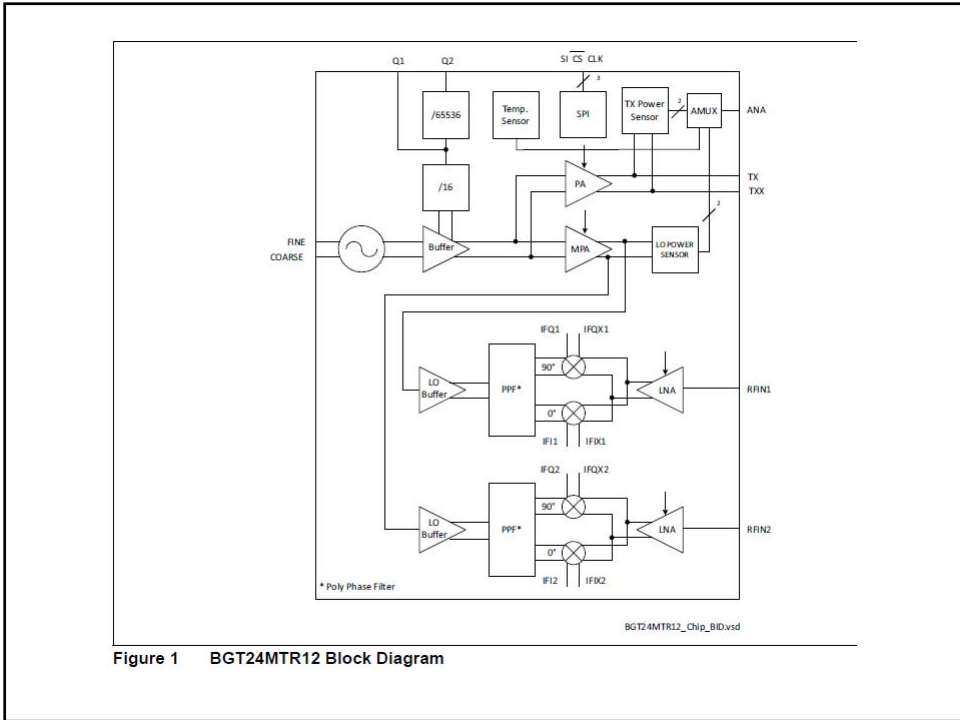 Q1 Q2 SI C̅S̅ CLK
3
/65536
Temp.
Sensor
SPI
TX Power
Sensor
2
AMUX
ANA
/16
PA
TX
TXX
2
FINE
COARSE
Buffer
MPA
LO POWER
SENSOR
IFQ1 IFQX1
90°
LO
Buffer
PPF*
LNA
RFIN1
0°
IFI1 IFIX1
IFQ2 IFQX2
90°
LO
Buffer
PPF*
LNA
RFIN2
0°
IFI2 IFIX2
* Poly Phase Filter
BGT24MTR12_Chip_BID.vsd
Figure 1 BGT24MTR12 Block Diagram